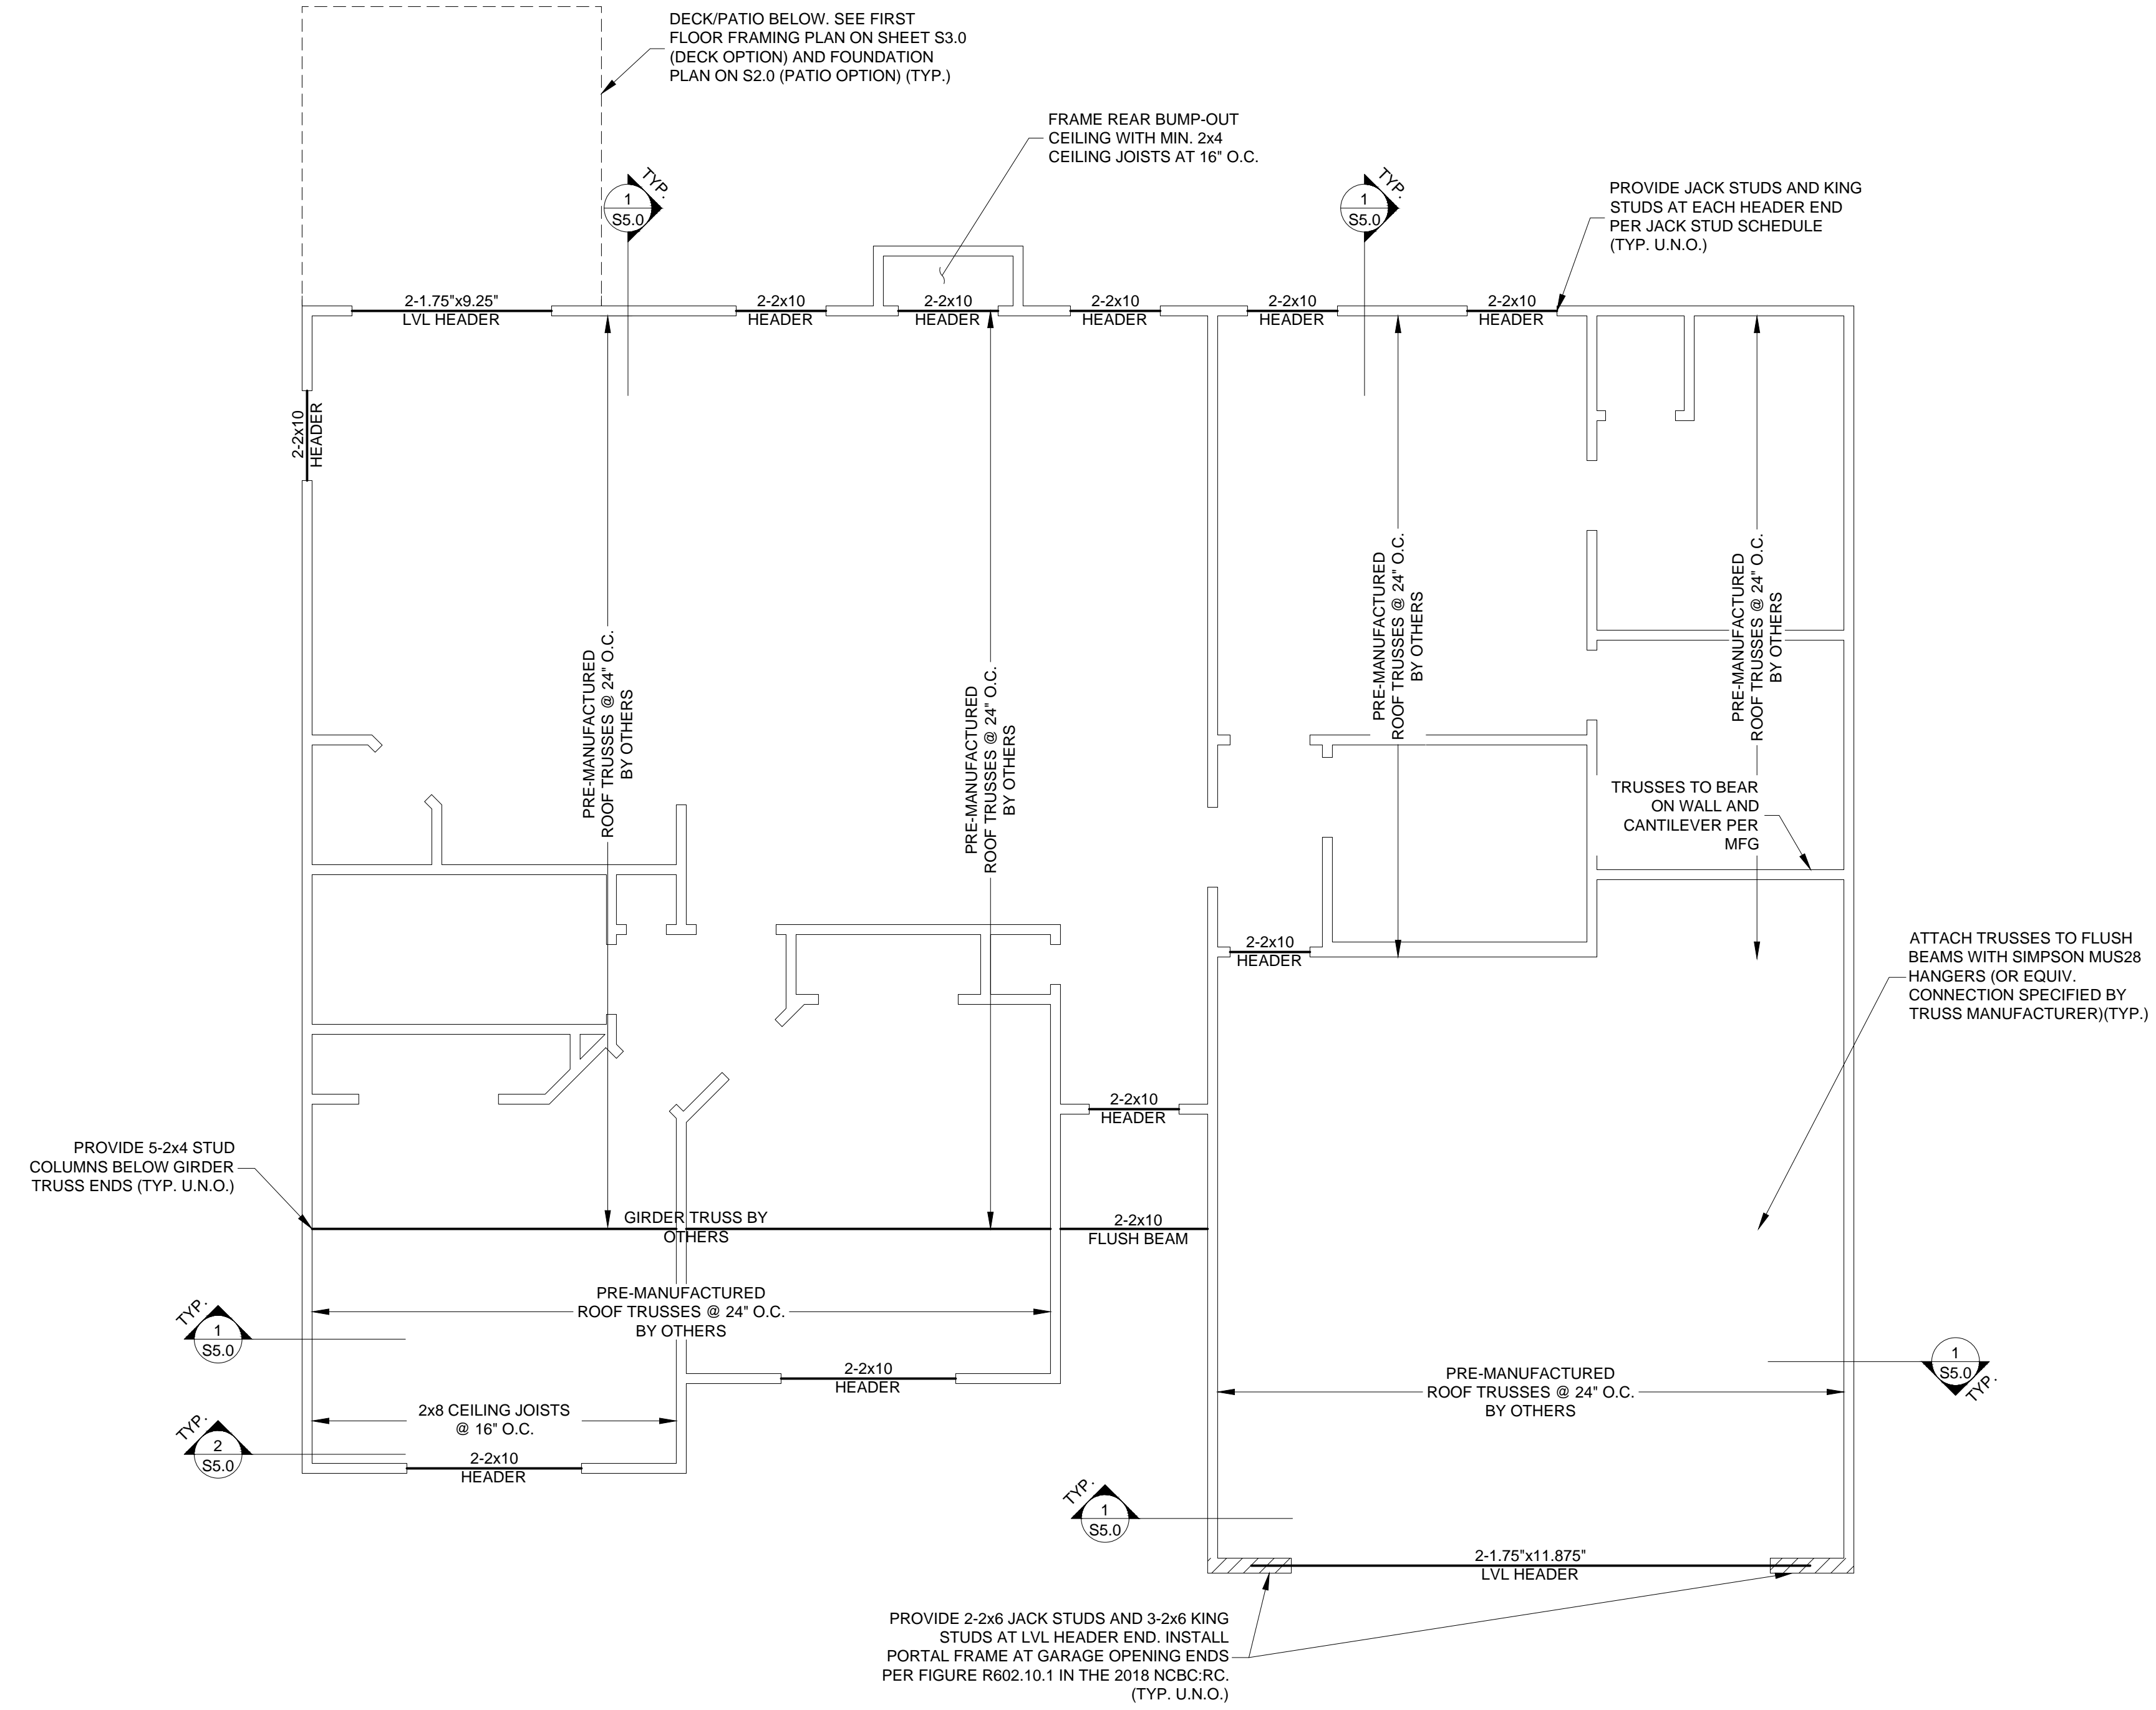 DECK/PATIO BELOW. SEE FIRST
FLOOR FRAMING PLAN ON SHEET S3.0
(DECK OPTION) AND FOUNDATION
PLAN ON S2.0 (PATIO OPTION) (TYP.)
FRAME REAR BUMP-OUT
CEILING WITH MIN. 2x4
CEILING JOISTS AT 16" O.C.
TYP.
1
S5.0
TYP.
1
S5.0
PROVIDE JACK STUDS AND KING
STUDS AT EACH HEADER END
PER JACK STUD SCHEDULE
(TYP. U.N.O.)
2-1.75"x9.25"
LVL HEADER
2-2x10
HEADER
2-2x10
HEADER
2-2x10
HEADER
2-2x10
HEADER
2-2x10
HEADER
2-2x10
HEADER
PRE-MANUFACTURED
ROOF TRUSSES @ 24" O.C.
BY OTHERS
PRE-MANUFACTURED
ROOF TRUSSES @ 24" O.C.
BY OTHERS
PRE-MANUFACTURED
ROOF TRUSSES @ 24" O.C.
BY OTHERS
PRE-MANUFACTURED
ROOF TRUSSES @ 24" O.C.
BY OTHERS
TRUSSES TO BEAR
ON WALL AND
CANTILEVER PER
MFG
ATTACH TRUSSES TO FLUSH
BEAMS WITH SIMPSON MUS28
HANGERS (OR EQUIV.
CONNECTION SPECIFIED BY
TRUSS MANUFACTURER)(TYP.)
2-2x10
HEADER
2-2x10
HEADER
PROVIDE 5-2x4 STUD
COLUMNS BELOW GIRDER
TRUSS ENDS (TYP. U.N.O.)
GIRDER TRUSS BY
OTHERS
2-2x10
FLUSH BEAM
PRE-MANUFACTURED
ROOF TRUSSES @ 24" O.C.
BY OTHERS
TYP.
1
S5.0
2-2x10
HEADER
PRE-MANUFACTURED
ROOF TRUSSES @ 24" O.C.
BY OTHERS
1
S5.0
TYP.
2x8 CEILING JOISTS
@ 16" O.C.
TYP.
2
S5.0
2-2x10
HEADER
TYP.
1
S5.0
2-1.75"x11.875"
LVL HEADER
PROVIDE 2-2x6 JACK STUDS AND 3-2x6 KING
STUDS AT LVL HEADER END. INSTALL
PORTAL FRAME AT GARAGE OPENING ENDS
PER FIGURE R602.10.1 IN THE 2018 NCBC:RC.
(TYP. U.N.O.)